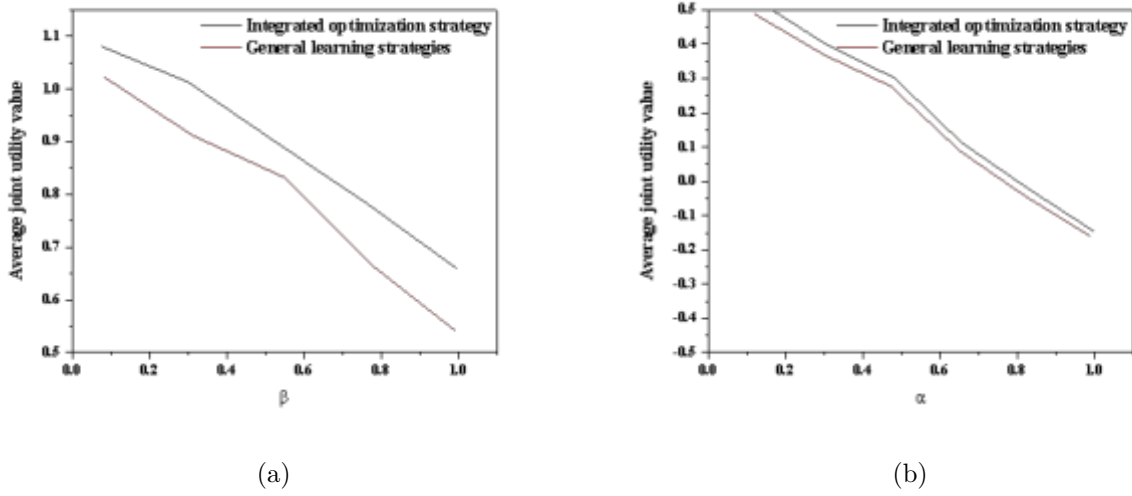 Integrated optimization strategy
General learning strategies
Average joint utility value
1.1
1.0
0.9
0.8
0.7
0.6
0.5
0.0 0.2 0.4 0.6 0.8 1.0
β
(a)
Integrated optimization strategy
General learning strategies
Average joint utility value
0.5
0.4
0.3
0.2
0.1
0.0
-0.1
-0.2
-0.3
-0.4
-0.5
0.0 0.2 0.4 0.6 0.8 1.0
α
(b)